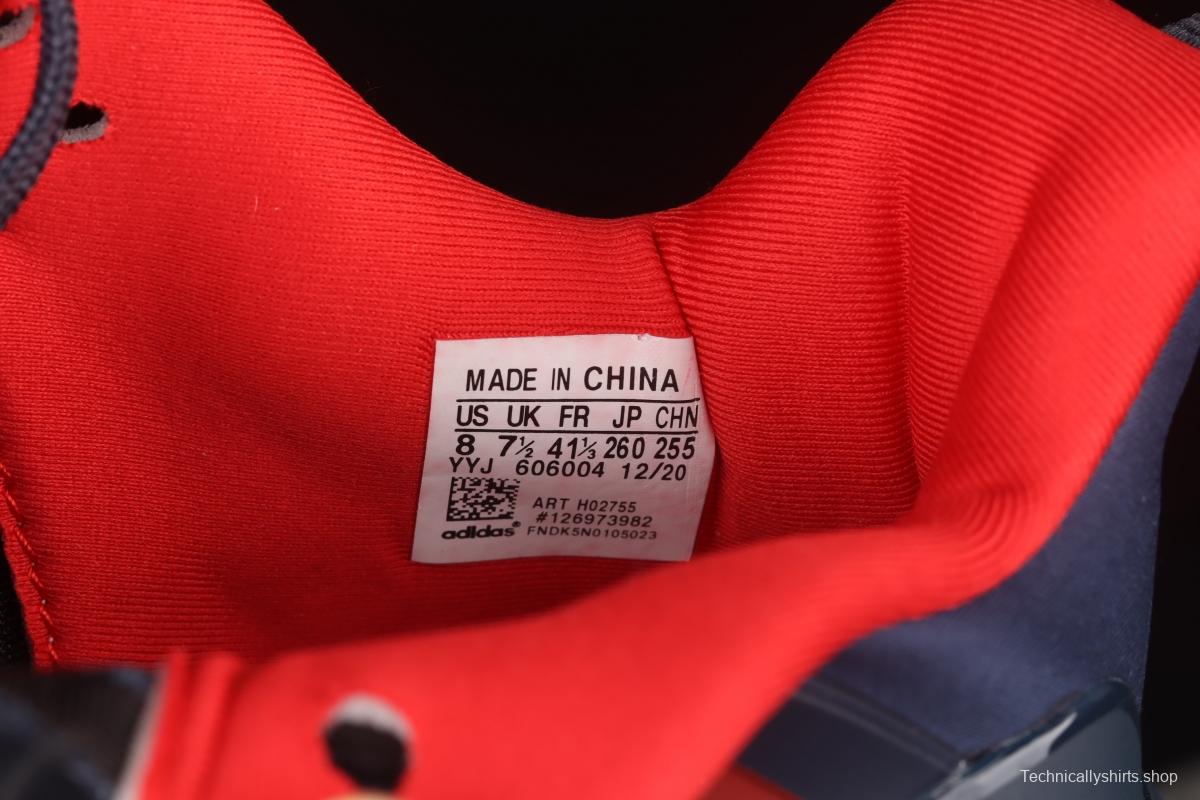 MADE IN CHINA
US UK FR JP CHN
8 7½ 41⅓ 260 255
YYJ 606004 12/20
ART H02755
#126973982
adidas® FNDK5N0105023
Technicallyshirts.shop